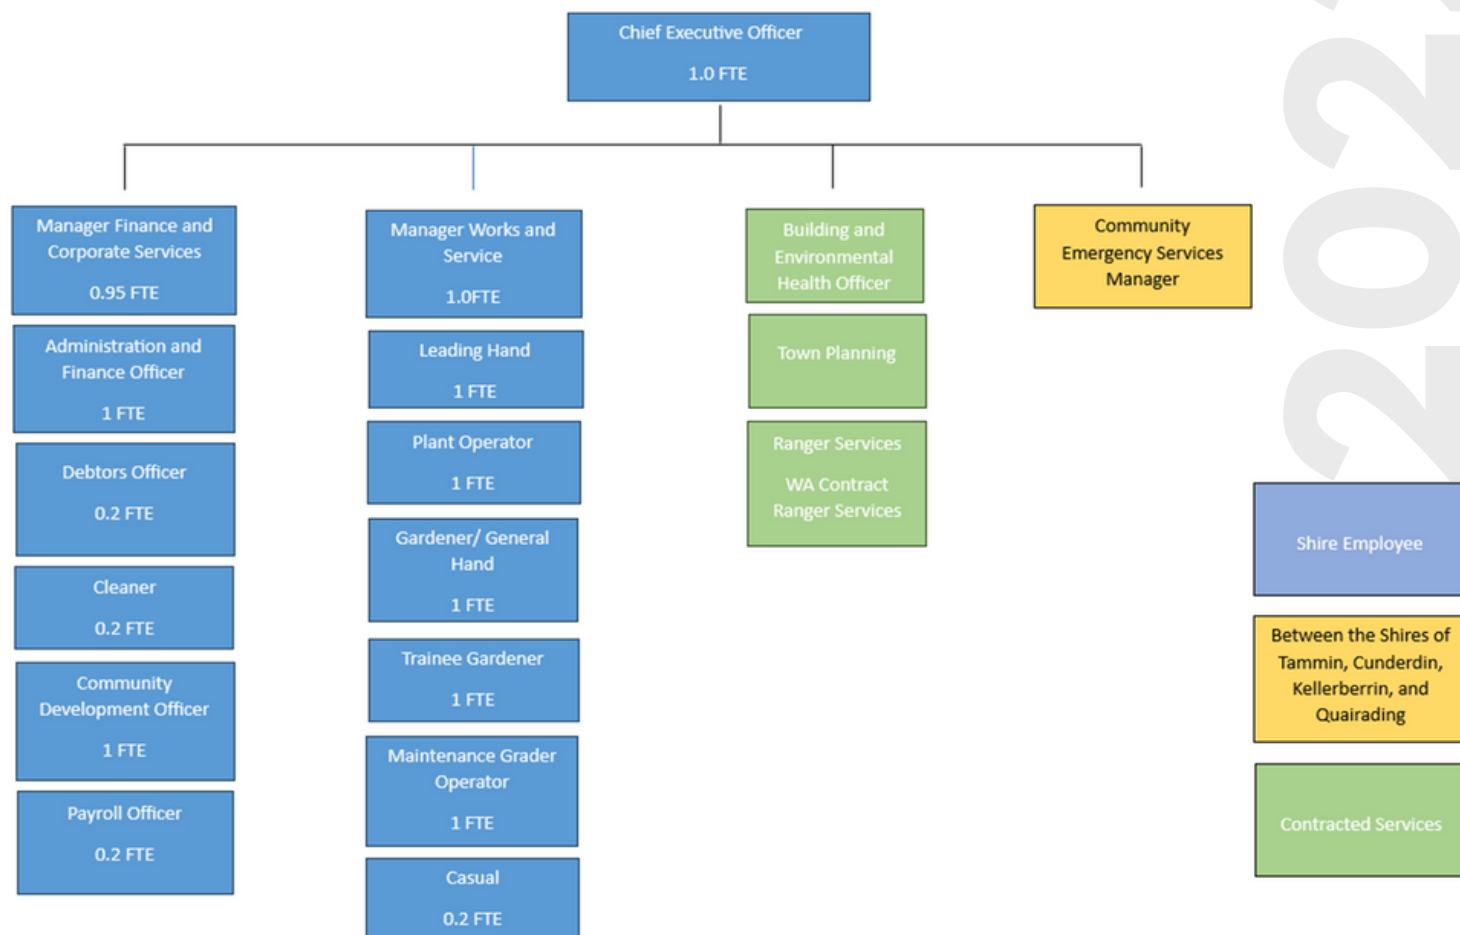 Chief Executive Officer
1.0 FTE
Manager Finance and
Corporate Services
0.95 FTE
Administration and
Finance Officer
1 FTE
Debtors Officer
0.2 FTE
Cleaner
0.2 FTE
Community
Development Officer
1 FTE
Payroll Officer
0.2 FTE
Manager Works and
Service
1.0FTE
Leading Hand
1 FTE
Plant Operator
1 FTE
Gardener/ General
Hand
1 FTE
Trainee Gardener
1 FTE
Maintenance Grader
Operator
1 FTE
Casual
0.2 FTE
Building and
Environmental
Health Officer
Town Planning
Ranger Services
WA Contract
Ranger Services
Community
Emergency Services
Manager
Shire Employee
Between the Shires of
Tammin, Cunderdin,
Kellerberrin, and
Quairading
Contracted Services